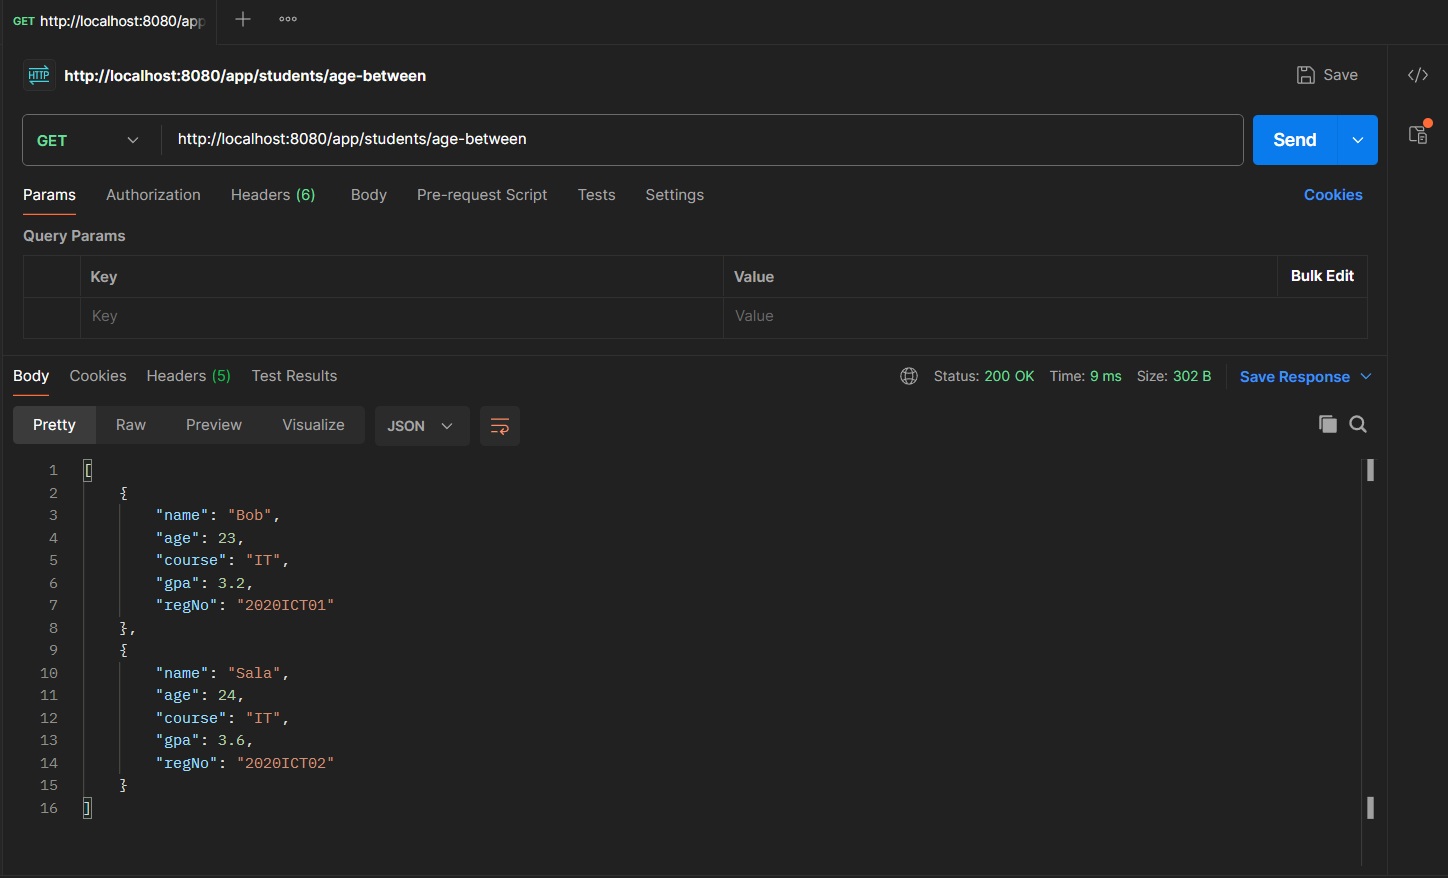 GET http://localhost:8080/app
HTTP http://localhost:8080/app/students/age-between Save
GET http://localhost:8080/app/students/age-between Send
Params Authorization Headers (6) Body Pre-request Script Tests Settings Cookies
Query Params
Key Value Bulk Edit
Key Value
Body Cookies Headers (5) Test Results Status: 200 OK Time: 9 ms Size: 302 B Save Response
Pretty Raw Preview Visualize JSON
1 [
2 {
3 "name": "Bob",
4 "age": 23,
5 "course": "IT",
6 "gpa": 3.2,
7 "regNo": "2020ICT01"
8 },
9 {
10 "name": "Sala",
11 "age": 24,
12 "course": "IT",
13 "gpa": 3.6,
14 "regNo": "2020ICT02"
15 }
16 ]